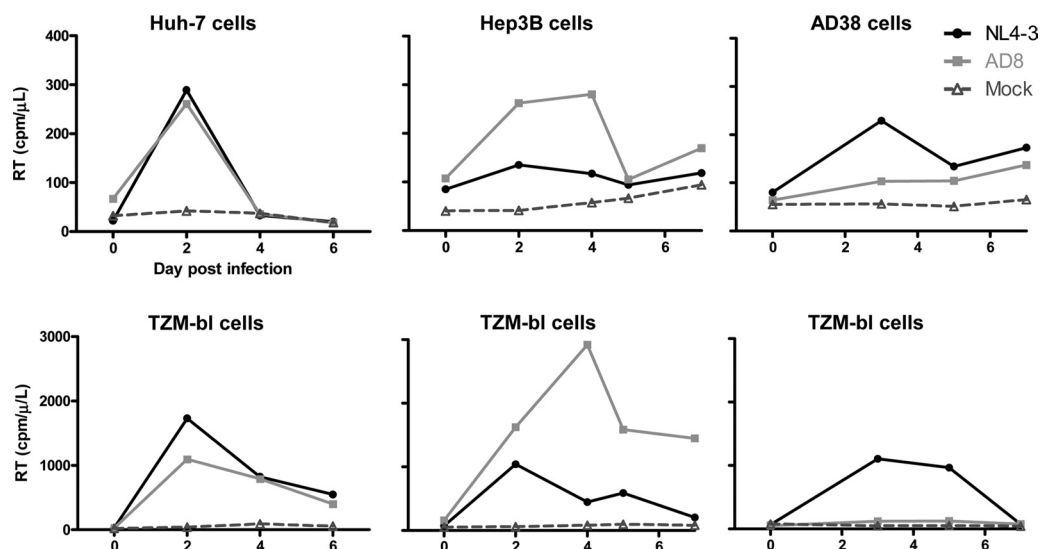 Huh-7 cells
Hep3B cells
AD38 cells
NL4-3
AD8
Mock
RT (cpm/µL)
400
300
200
100
0
0 2 4 6
0 2 4 6
0 2 4 6
Day post infection
TZM-bl cells
TZM-bl cells
TZM-bl cells
RT (cpm/µ/L)
3000
2000
1000
0
0 2 4 6
0 2 4 6
0 2 4 6